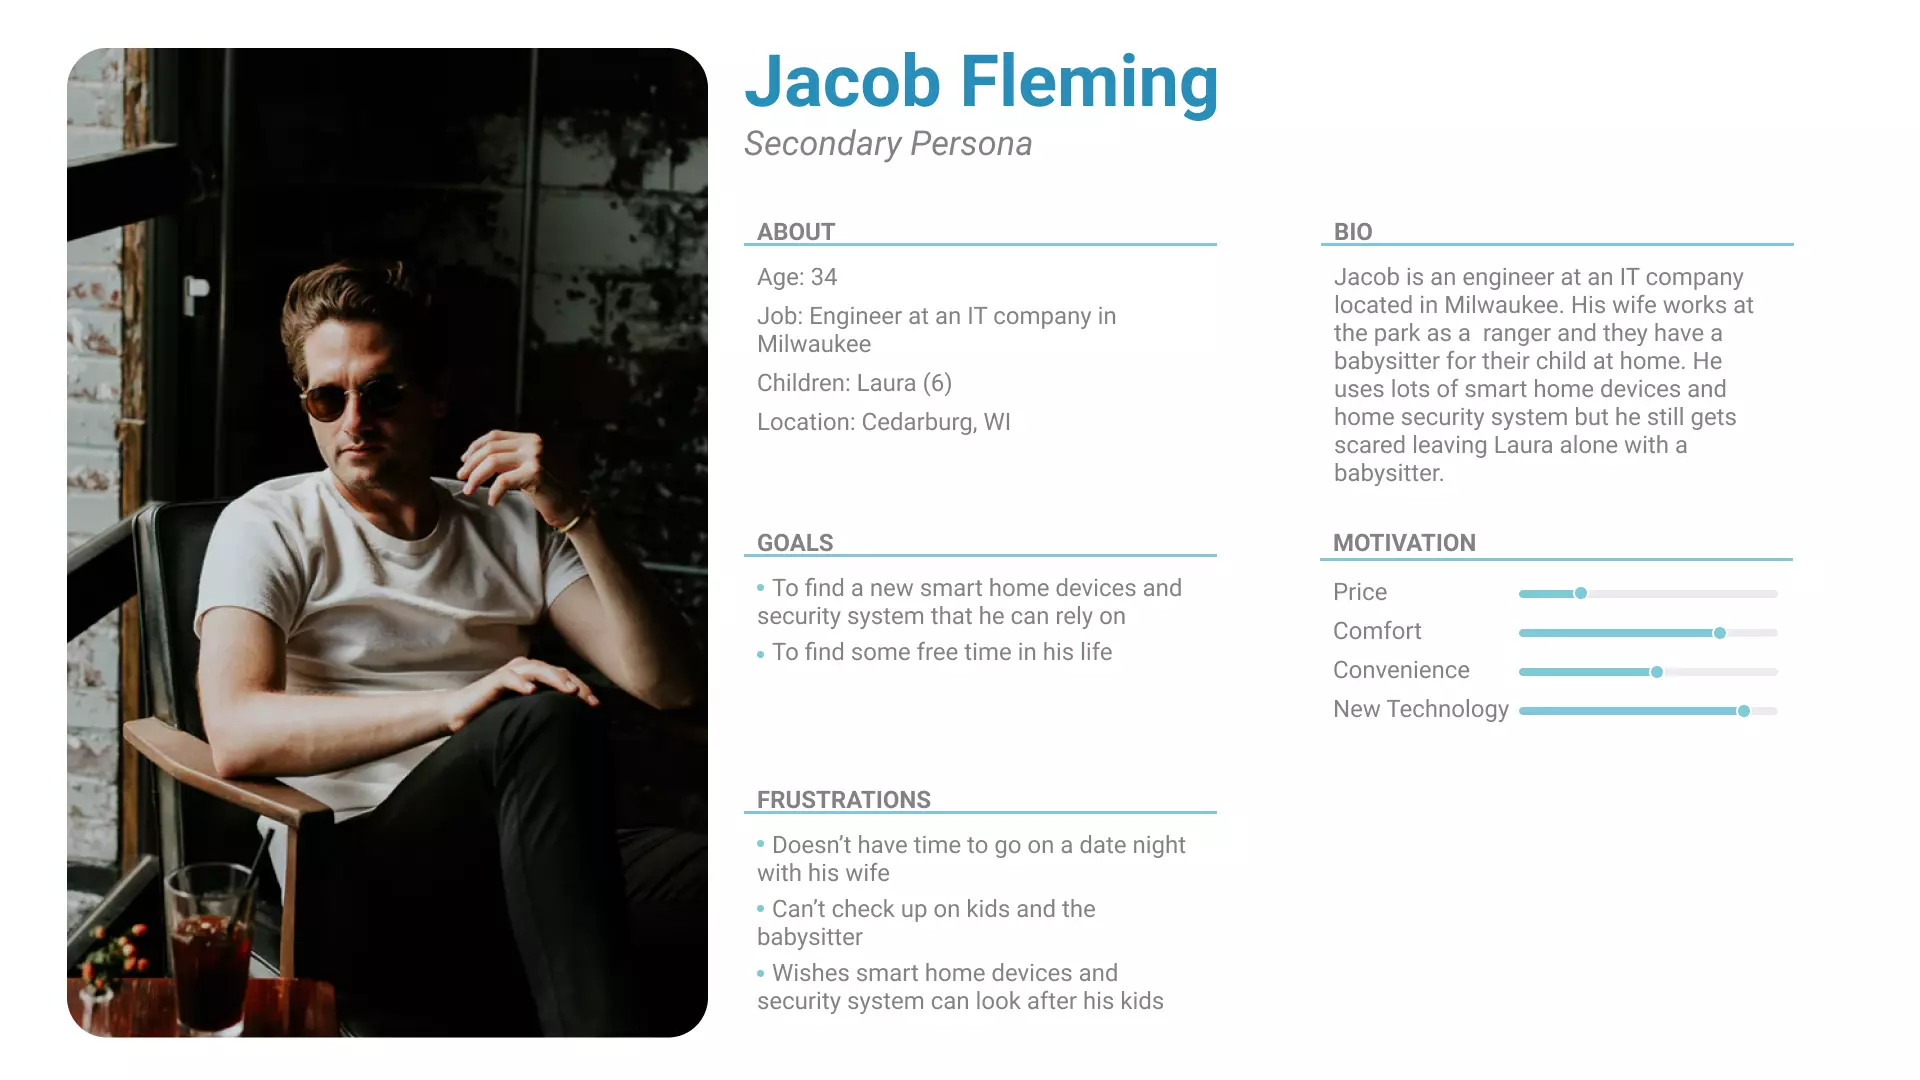 Jacob Fleming
Secondary Persona
ABOUT
Age: 34
Job: Engineer at an IT company in
Milwaukee
Children: Laura (6)
Location: Cedarburg, WI
GOALS
• To find a new smart home devices and
security system that he can rely on
• To find some free time in his life
FRUSTRATIONS
• Doesn’t have time to go on a date night
with his wife
• Can’t check up on kids and the
babysitter
• Wishes smart home devices and
security system can look after his kids
BIO
Jacob is an engineer at an IT company
located in Milwaukee. His wife works at
the park as a  ranger and they have a
babysitter for their child at home. He
uses lots of smart home devices and
home security system but he still gets
scared leaving Laura alone with a
babysitter.
MOTIVATION
Price
Comfort
Convenience
New Technology